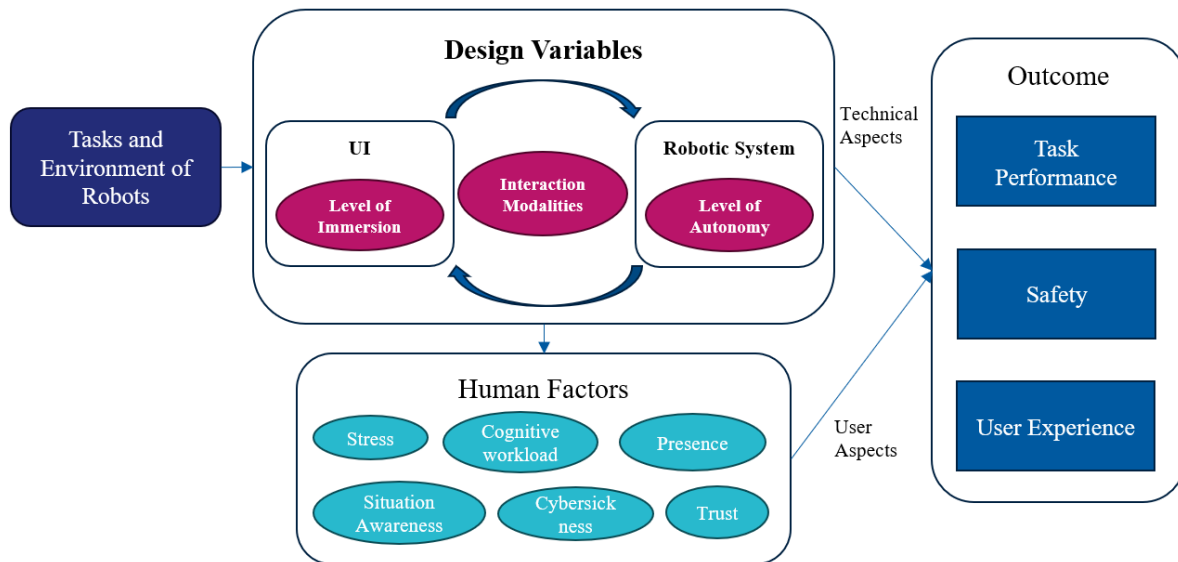 Design Variables
Tasks and
Environment of
Robots
UI
Level of
Immersion
Interaction
Modalities
Robotic System
Level of
Autonomy
Technical
Aspects
Outcome
Task
Performance
Safety
User Experience
Human Factors
Stress
Cognitive
workload
Presence
Situation
Awareness
Cybersick
ness
Trust
User
Aspects